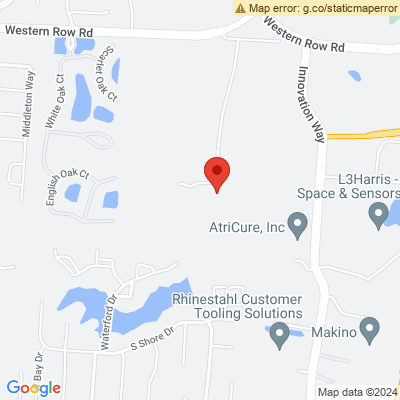 Map error: g.co/staticmaperror
Western Row Rd
Western Row Rd
Middleton Way
White Oak Ct
Scarlet Oak Ct
Innovation Way
English Oak Ct
L3Harris -
Space & Sensors
AtriCure, Inc
Waterford Dr
Rhinestahl Customer
Tooling Solutions
S Shore Dr
Makino
Bay Dr
Google
Map data ©2024